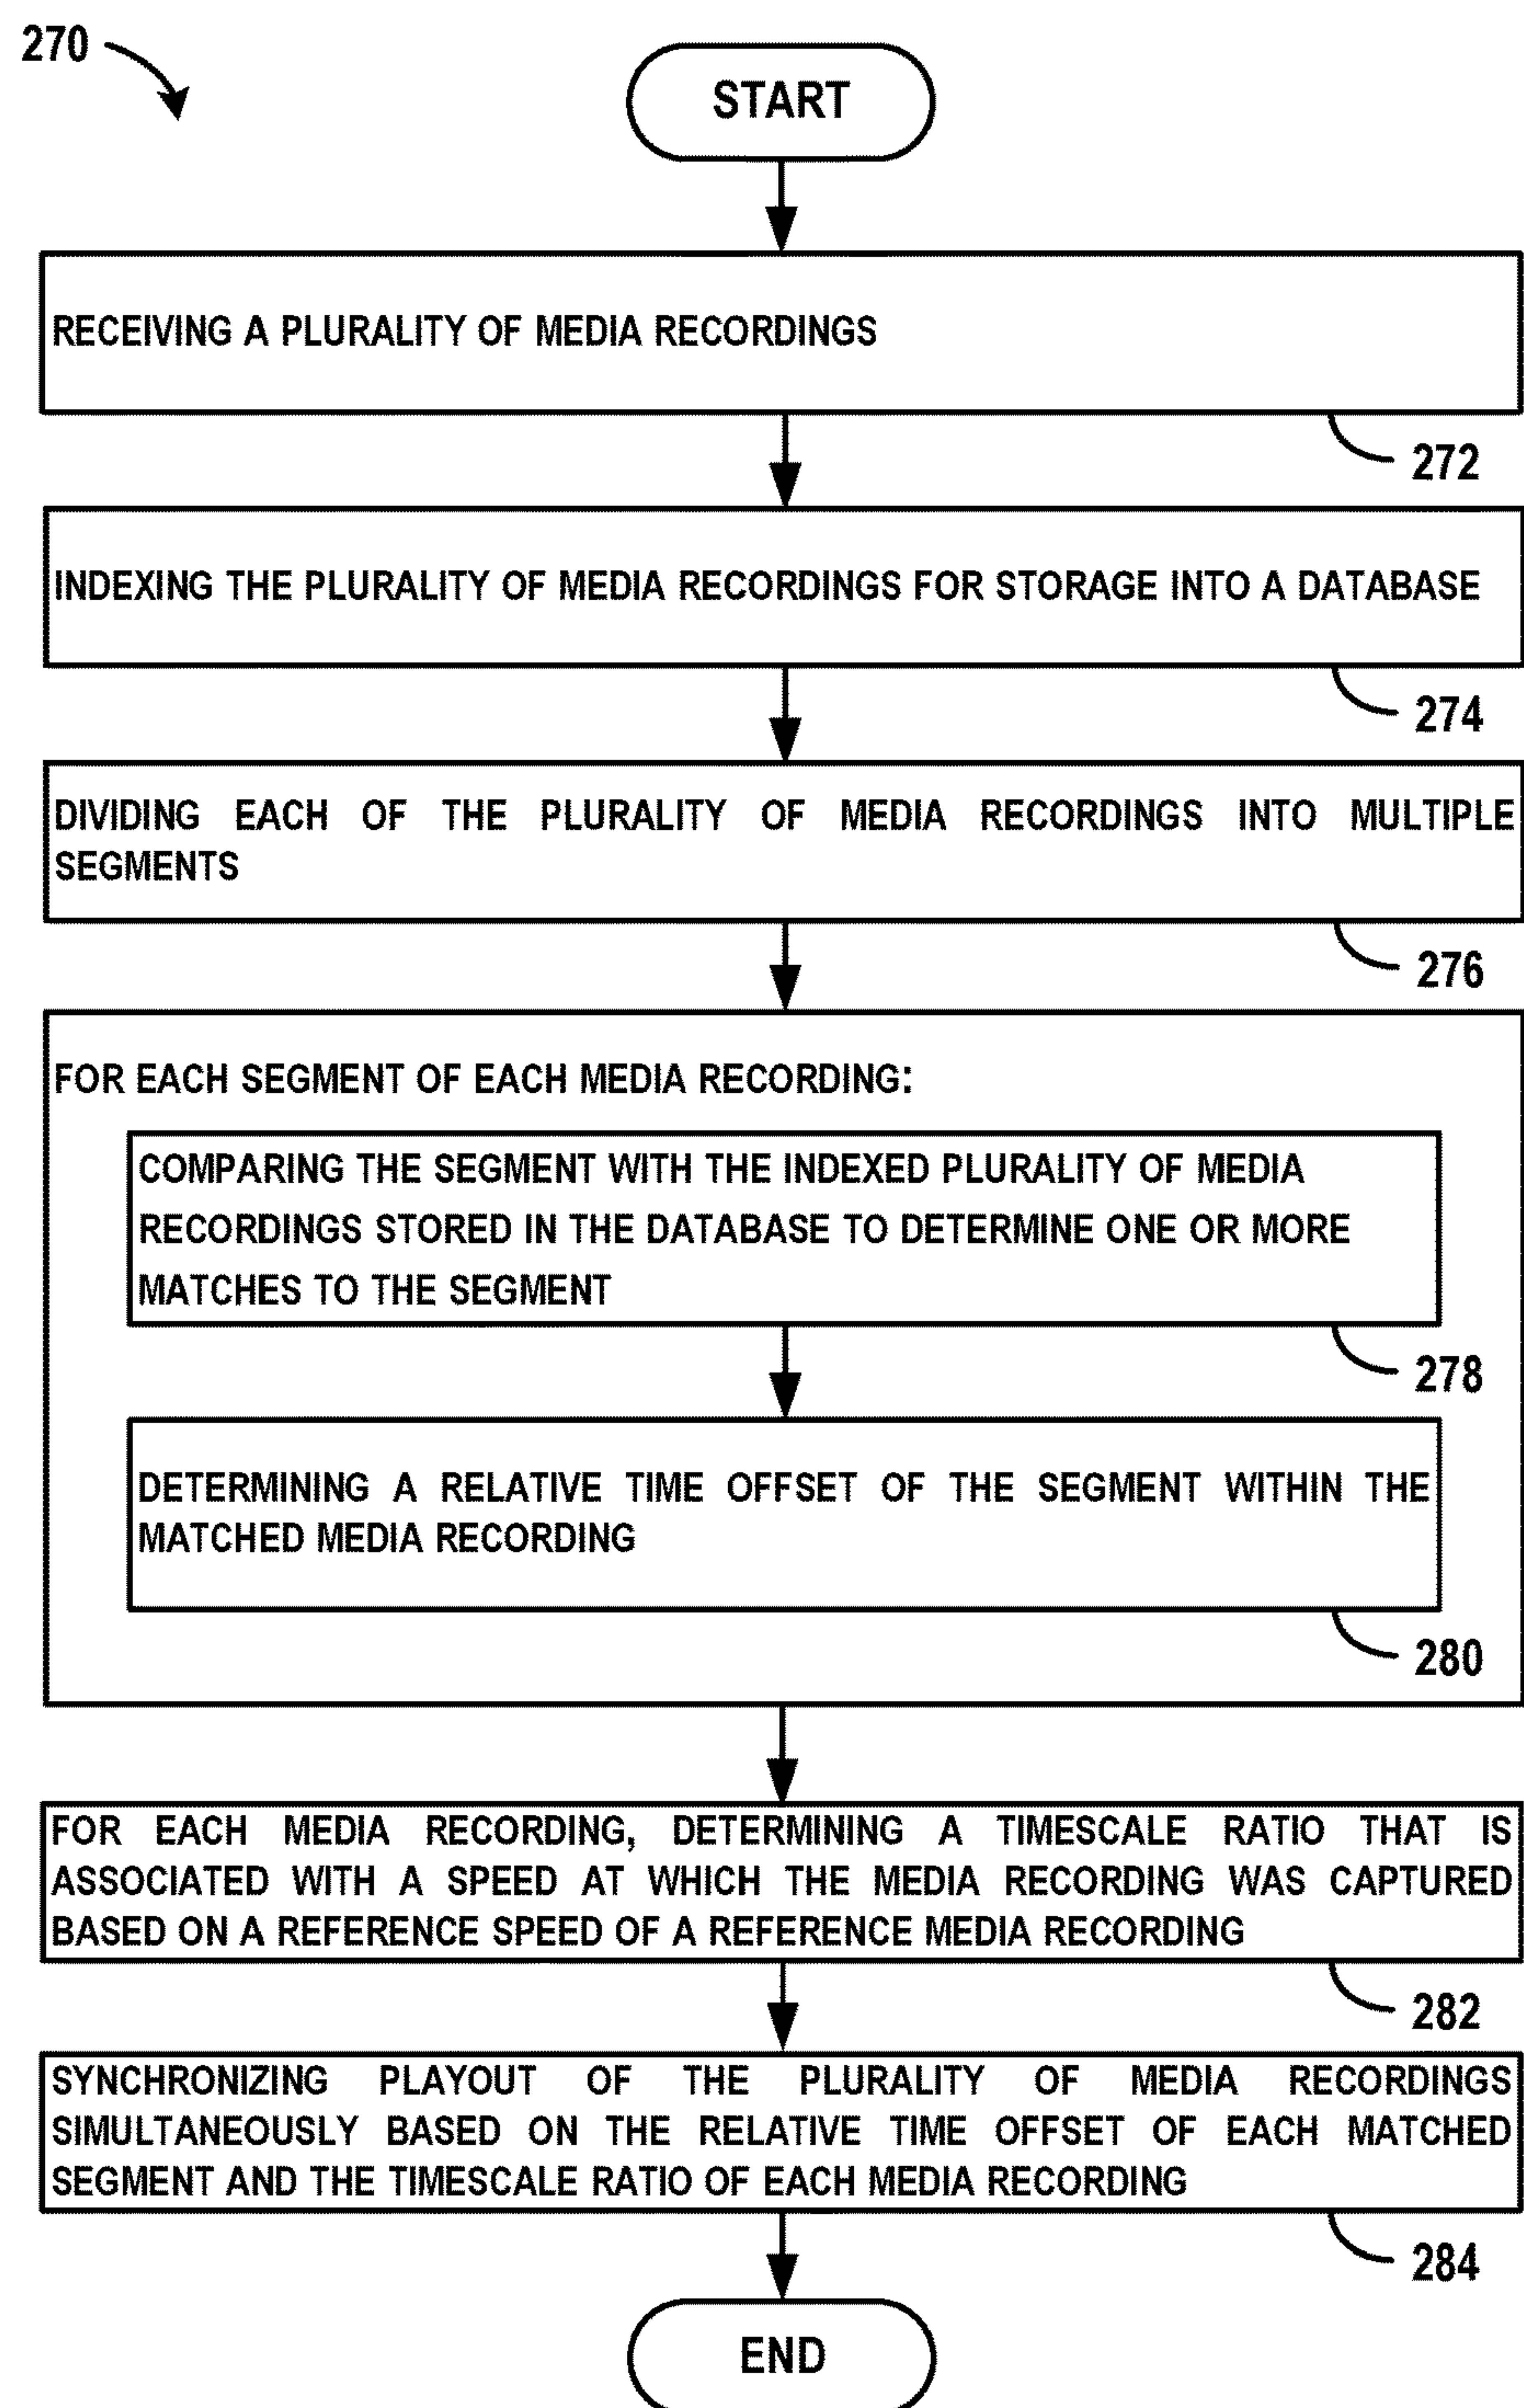 270
START
RECEIVING A PLURALITY OF MEDIA RECORDINGS
272
INDEXING THE PLURALITY OF MEDIA RECORDINGS FOR STORAGE INTO A DATABASE
274
DIVIDING EACH OF THE PLURALITY OF MEDIA RECORDINGS INTO MULTIPLE
SEGMENTS
276
FOR EACH SEGMENT OF EACH MEDIA RECORDING:
COMPARING THE SEGMENT WITH THE INDEXED PLURALITY OF MEDIA
RECORDINGS STORED IN THE DATABASE TO DETERMINE ONE OR MORE
MATCHES TO THE SEGMENT
278
DETERMINING A RELATIVE TIME OFFSET OF THE SEGMENT WITHIN THE
MATCHED MEDIA RECORDING
280
FOR EACH MEDIA RECORDING, DETERMINING A TIMESCALE RATIO THAT IS
ASSOCIATED WITH A SPEED AT WHICH THE MEDIA RECORDING WAS CAPTURED
BASED ON A REFERENCE SPEED OF A REFERENCE MEDIA RECORDING
282
SYNCHRONIZING PLAYOUT OF THE PLURALITY OF MEDIA RECORDINGS
SIMULTANEOUSLY BASED ON THE RELATIVE TIME OFFSET OF EACH MATCHED
SEGMENT AND THE TIMESCALE RATIO OF EACH MEDIA RECORDING
284
END